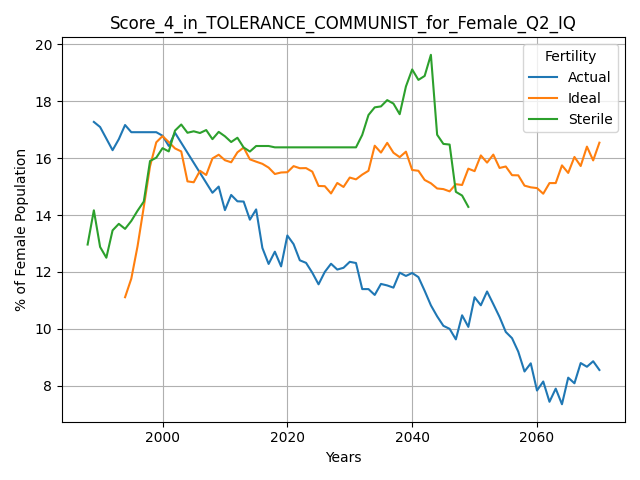 Score_4_in_TOLERANCE_COMMUNIST_for_Female_Q2_IQ
% of Female Population
20
18
16
14
12
10
8
Fertility
Actual
Ideal
Sterile
2000
2020
2040
2060
Years